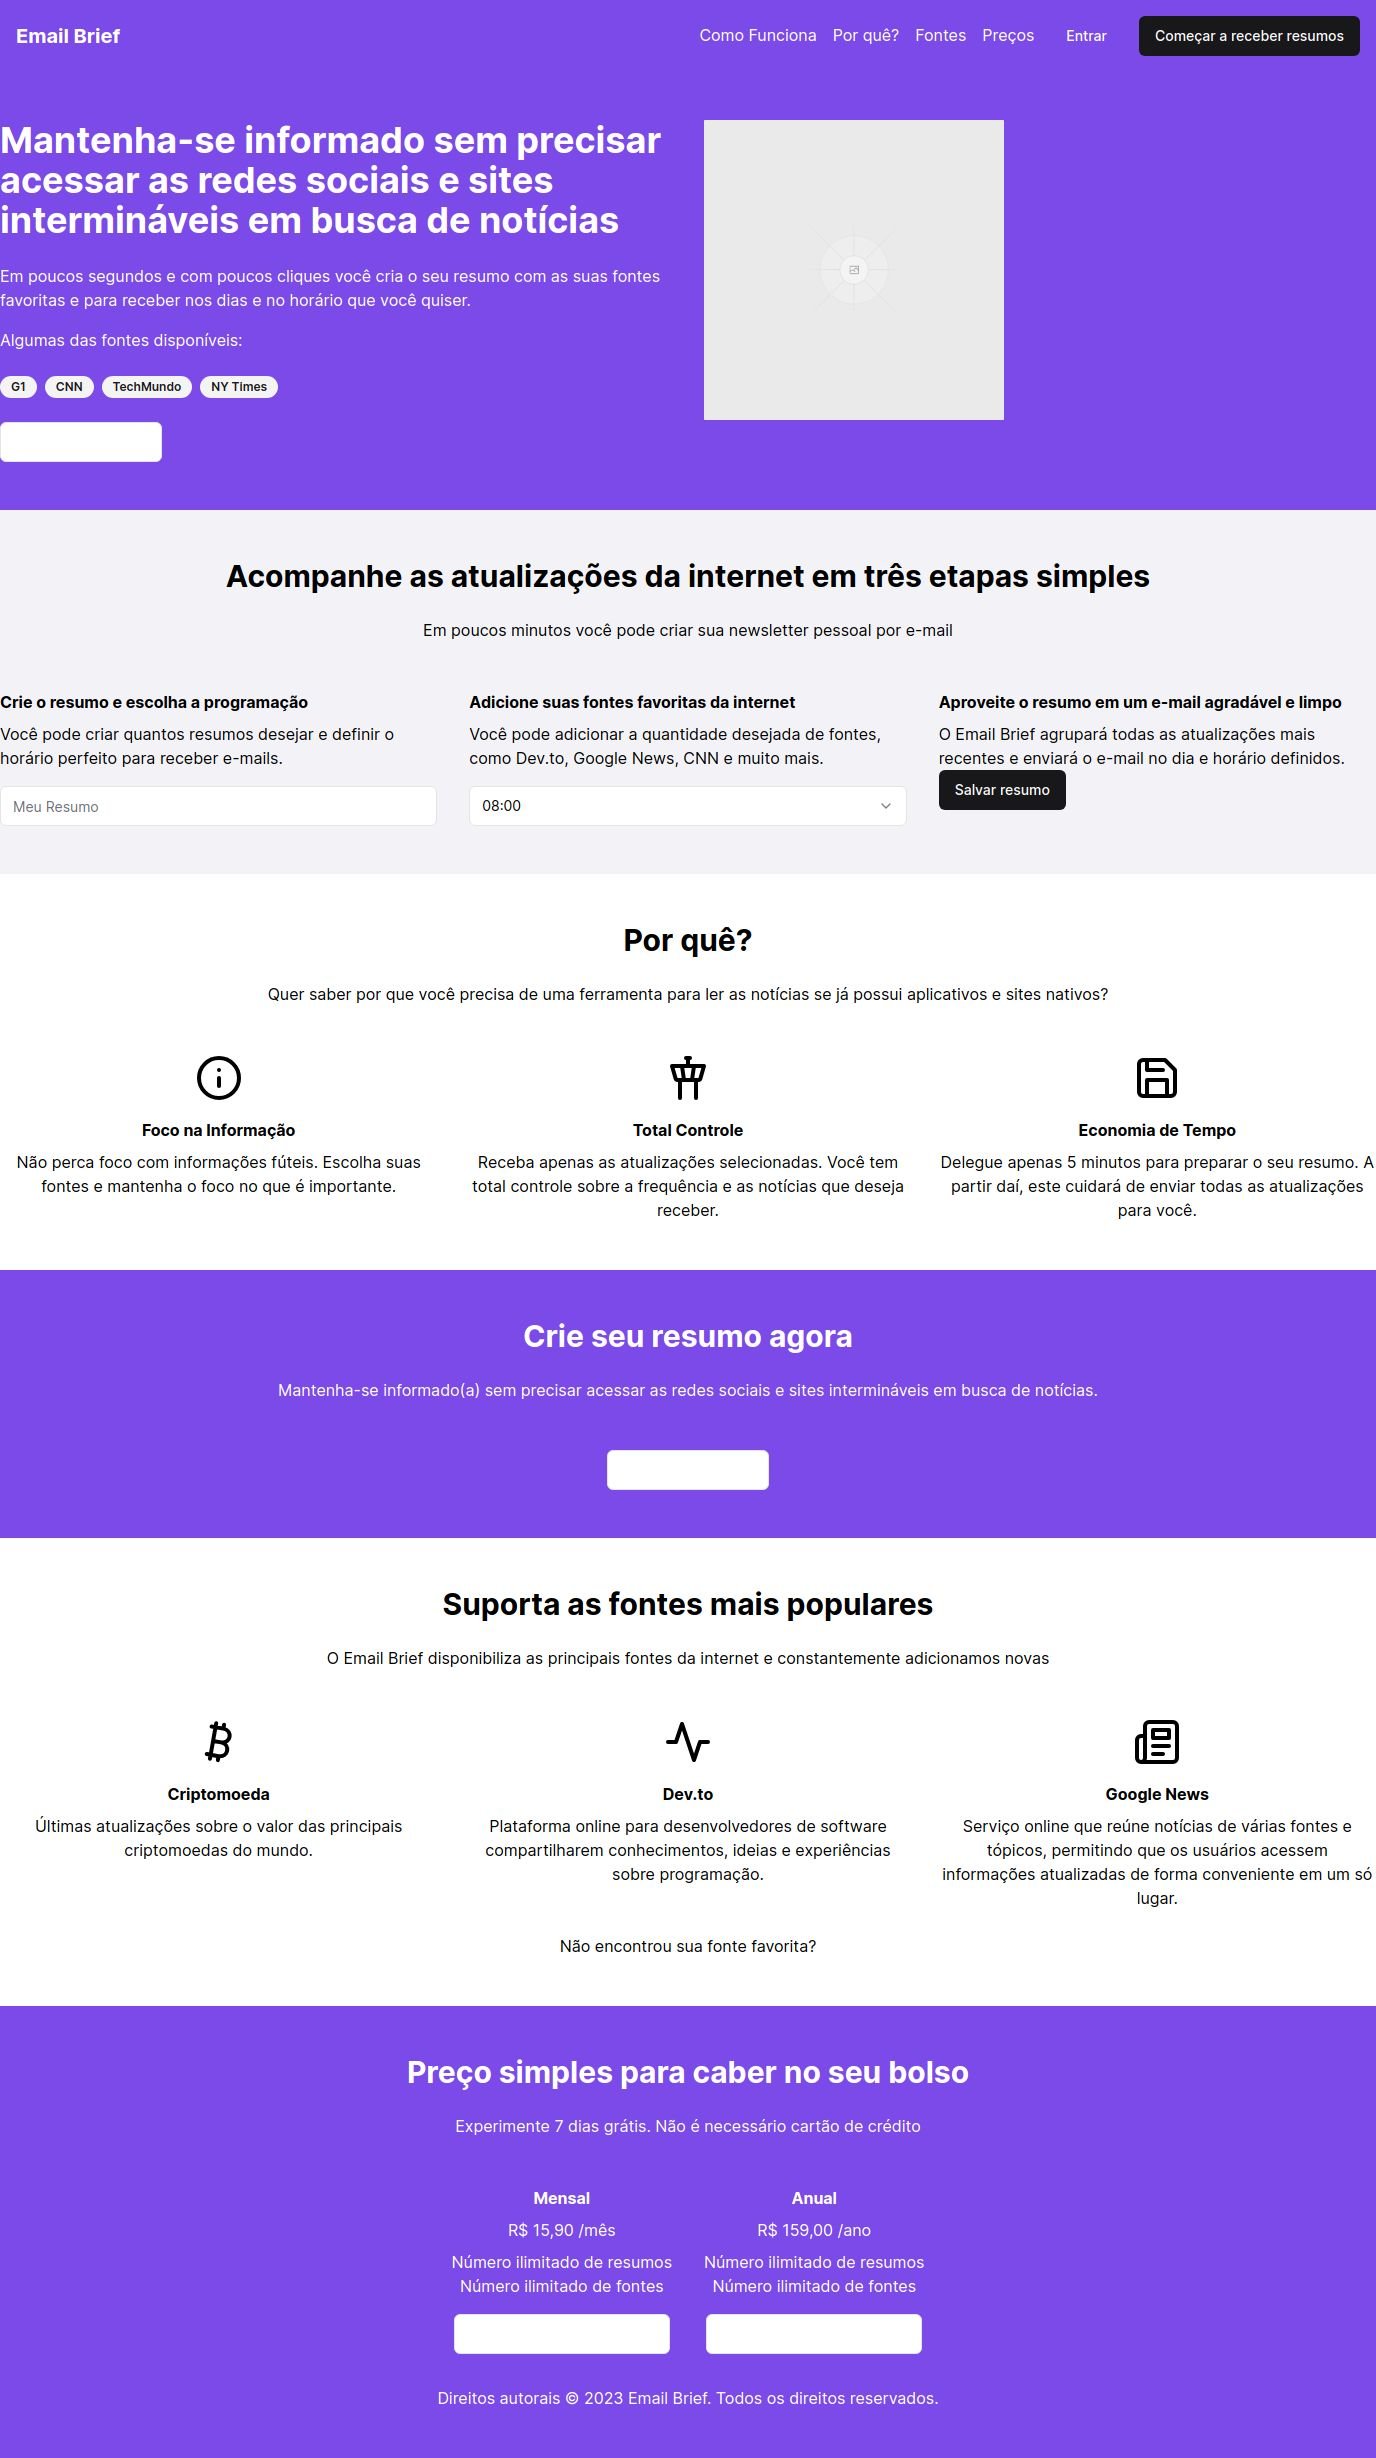 Email Brief
Como Funciona
Por quê?
Fontes
Preços
Entrar
Começar a receber resumos
Mantenha-se informado sem precisar
acessar as redes sociais e sites
intermináveis em busca de notícias
Em poucos segundos e com poucos cliques você cria o seu resumo com as suas fontes
favoritas e para receber nos dias e no horário que você quiser.
Algumas das fontes disponíveis:
G1
CNN
TechMundo
NY Times
Acompanhe as atualizações da internet em três etapas simples
Em poucos minutos você pode criar sua newsletter pessoal por e-mail
Crie o resumo e escolha a programação
Você pode criar quantos resumos desejar e definir o
horário perfeito para receber e-mails.
Meu Resumo
Adicione suas fontes favoritas da internet
Você pode adicionar a quantidade desejada de fontes,
como Dev.to, Google News, CNN e muito mais.
08:00
Aproveite o resumo em um e-mail agradável e limpo
O Email Brief agrupará todas as atualizações mais
recentes e enviará o e-mail no dia e horário definidos.
Salvar resumo
Por quê?
Quer saber por que você precisa de uma ferramenta para ler as notícias se já possui aplicativos e sites nativos?
Foco na Informação
Não perca foco com informações fúteis. Escolha suas
fontes e mantenha o foco no que é importante.
Total Controle
Receba apenas as atualizações selecionadas. Você tem
total controle sobre a frequência e as notícias que deseja
receber.
Economia de Tempo
Delegue apenas 5 minutos para preparar o seu resumo. A
partir daí, este cuidará de enviar todas as atualizações
para você.
Crie seu resumo agora
Mantenha-se informado(a) sem precisar acessar as redes sociais e sites intermináveis em busca de notícias.
Suporta as fontes mais populares
O Email Brief disponibiliza as principais fontes da internet e constantemente adicionamos novas
Criptomoeda
Últimas atualizações sobre o valor das principais
criptomoedas do mundo.
Dev.to
Plataforma online para desenvolvedores de software
compartilharem conhecimentos, ideias e experiências
sobre programação.
Google News
Serviço online que reúne notícias de várias fontes e
tópicos, permitindo que os usuários acessem
informações atualizadas de forma conveniente em um só
lugar.
Não encontrou sua fonte favorita?
Preço simples para caber no seu bolso
Experimente 7 dias grátis. Não é necessário cartão de crédito
Mensal
R$ 15,90 /mês
Número ilimitado de resumos
Número ilimitado de fontes
Anual
R$ 159,00 /ano
Número ilimitado de resumos
Número ilimitado de fontes
Direitos autorais © 2023 Email Brief. Todos os direitos reservados.